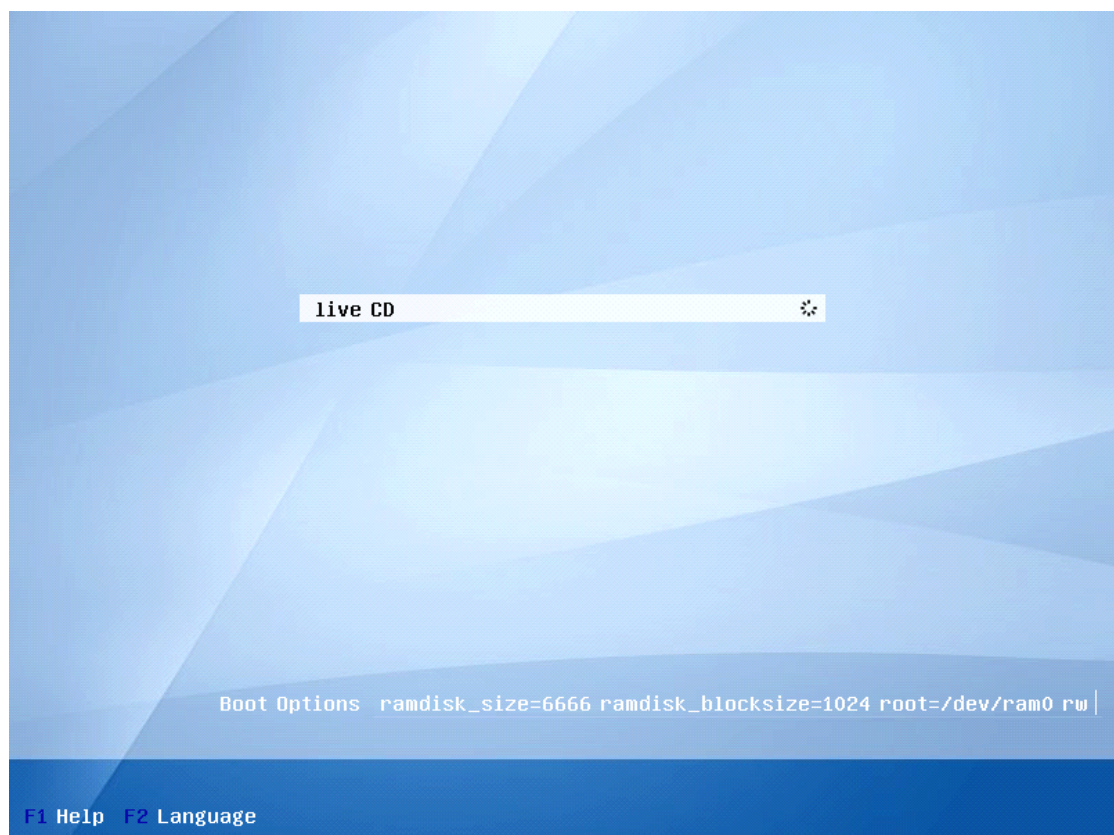 live CD
Boot Options ramdisk_size=6666 ramdisk_blocksize=1024 root=/dev/ram0 rw
F1 Help F2 Language